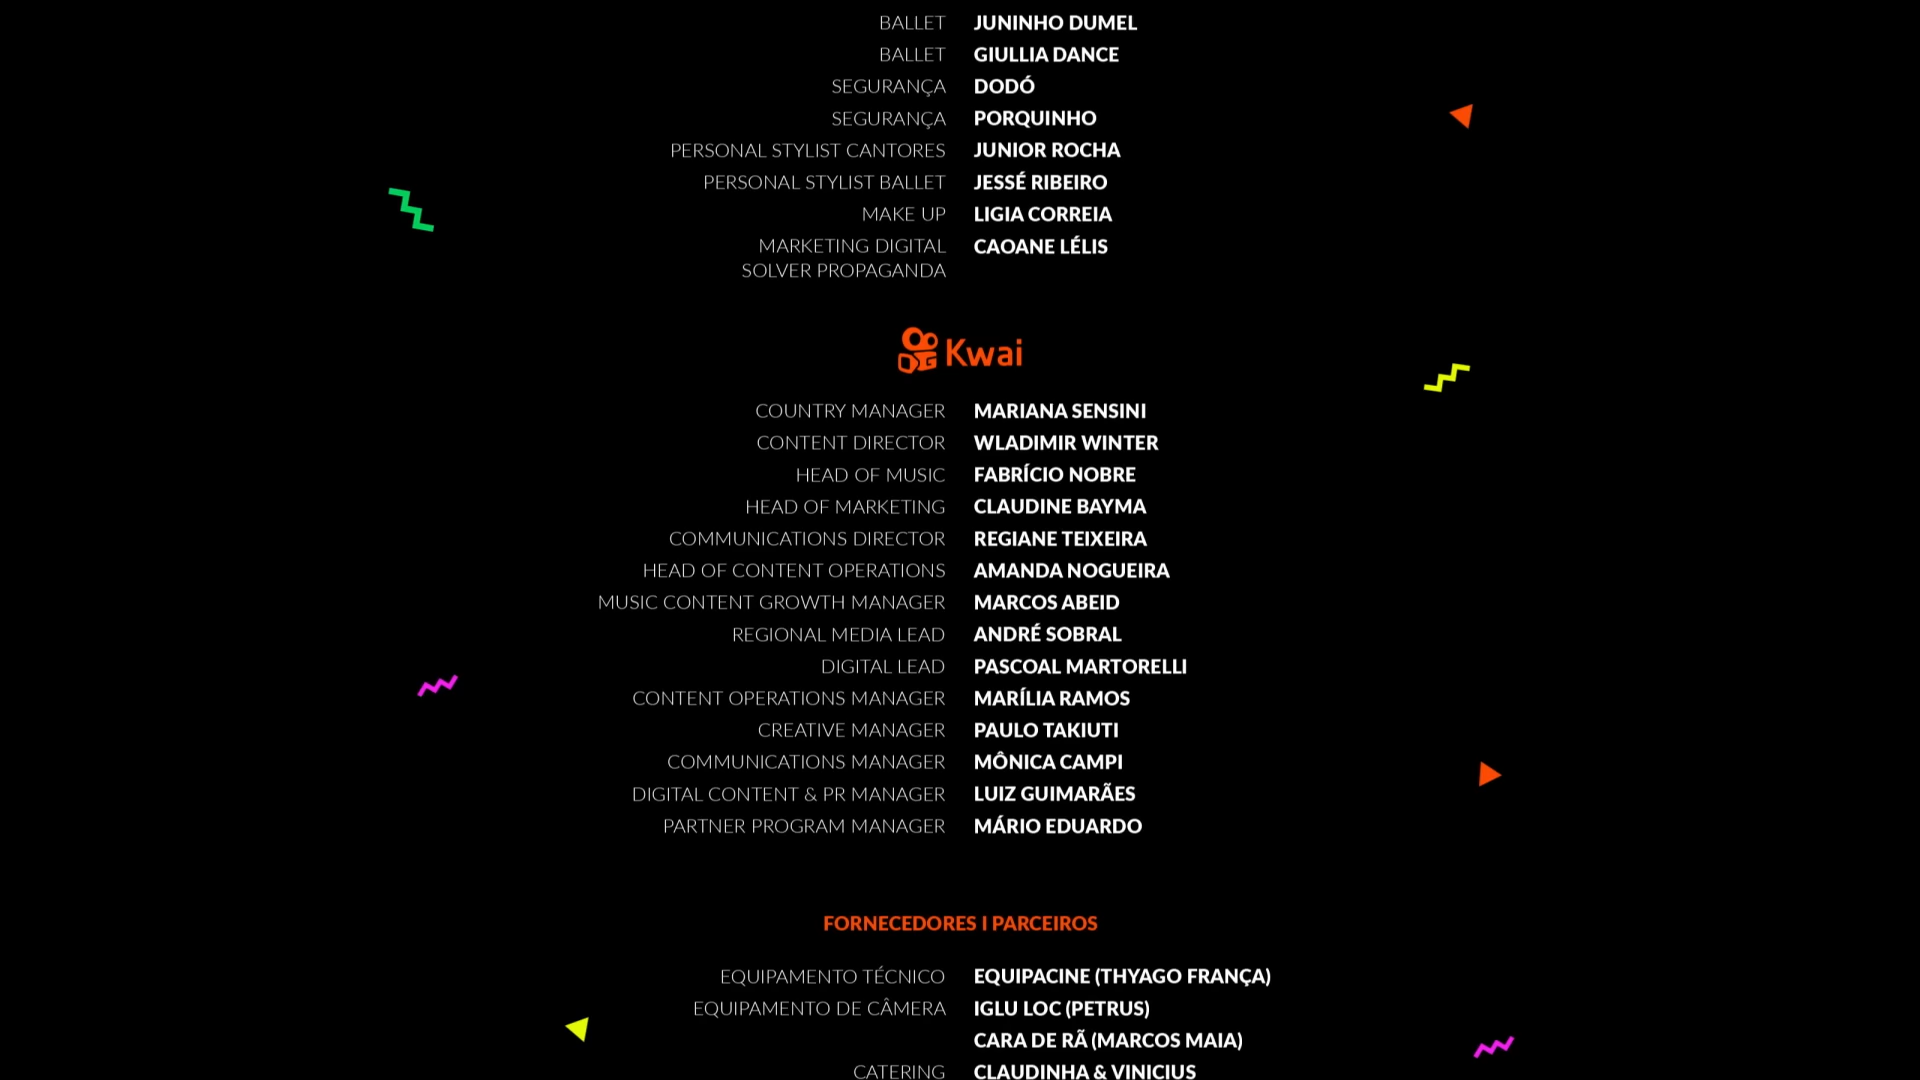 BALLET JUNINHO DUMEL
BALLET GIULLIA DANCE
SEGURANÇA DODÓ
SEGURANÇA PORQUINHO
PERSONAL STYLIST CANTORES JUNIOR ROCHA
PERSONAL STYLIST BALLET JESSÉ RIBEIRO
MAKE UP LIGIA CORREIA
MARKETING DIGITAL CAOANE LÉLIS
SOLVER PROPAGANDA
Kwai
COUNTRY MANAGER MARIANA SENSINI
CONTENT DIRECTOR WLADIMIR WINTER
HEAD OF MUSIC FABRÍCIO NOBRE
HEAD OF MARKETING CLAUDINE BAYMA
COMMUNICATIONS DIRECTOR REGIANE TEIXEIRA
HEAD OF CONTENT OPERATIONS AMANDA NOGUEIRA
MUSIC CONTENT GROWTH MANAGER MARCOS ABEID
REGIONAL MEDIA LEAD ANDRÉ SOBRAL
DIGITAL LEAD PASCOAL MARTORELLI
CONTENT OPERATIONS MANAGER MARÍLIA RAMOS
CREATIVE MANAGER PAULO TAKIUTI
COMMUNICATIONS MANAGER MÔNICA CAMPI
DIGITAL CONTENT & PR MANAGER LUIZ GUIMARÃES
PARTNER PROGRAM MANAGER MÁRIO EDUARDO
FORNECEDORES I PARCEIROS
EQUIPAMENTO TÉCNICO EQUIPACINE (THYAGO FRANÇA)
EQUIPAMENTO DE CÂMERA IGLU LOC (PETRUS)
CARA DE RÃ (MARCOS MAIA)
CATERING CLAUDINHA & VINICIUS